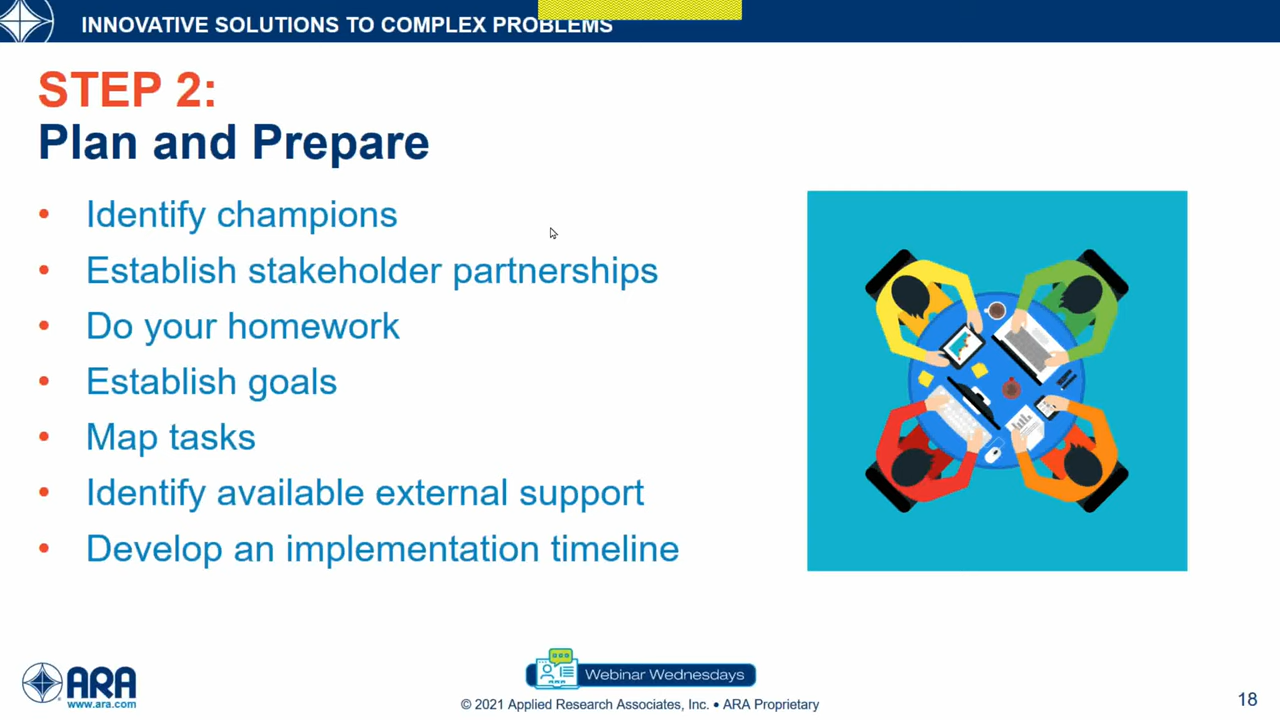 INNOVATIVE SOLUTIONS TO COMPLEX PROBLEMS
STEP 2:
Plan and Prepare
• Identify champions
• Establish stakeholder partnerships
• Do your homework
• Establish goals
• Map tasks
• Identify available external support
• Develop an implementation timeline
ARA
www.ara.com
Webinar Wednesdays
© 2021 Applied Research Associates, Inc. • ARA Proprietary
18